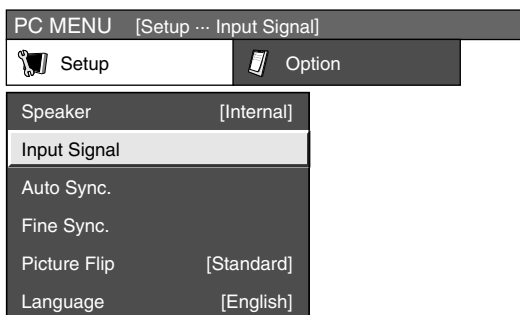 PC MENU [Setup ··· Input Signal]
Setup Option
Speaker [Internal]
Input Signal
Auto Sync.
Fine Sync.
Picture Flip [Standard]
Language [English]